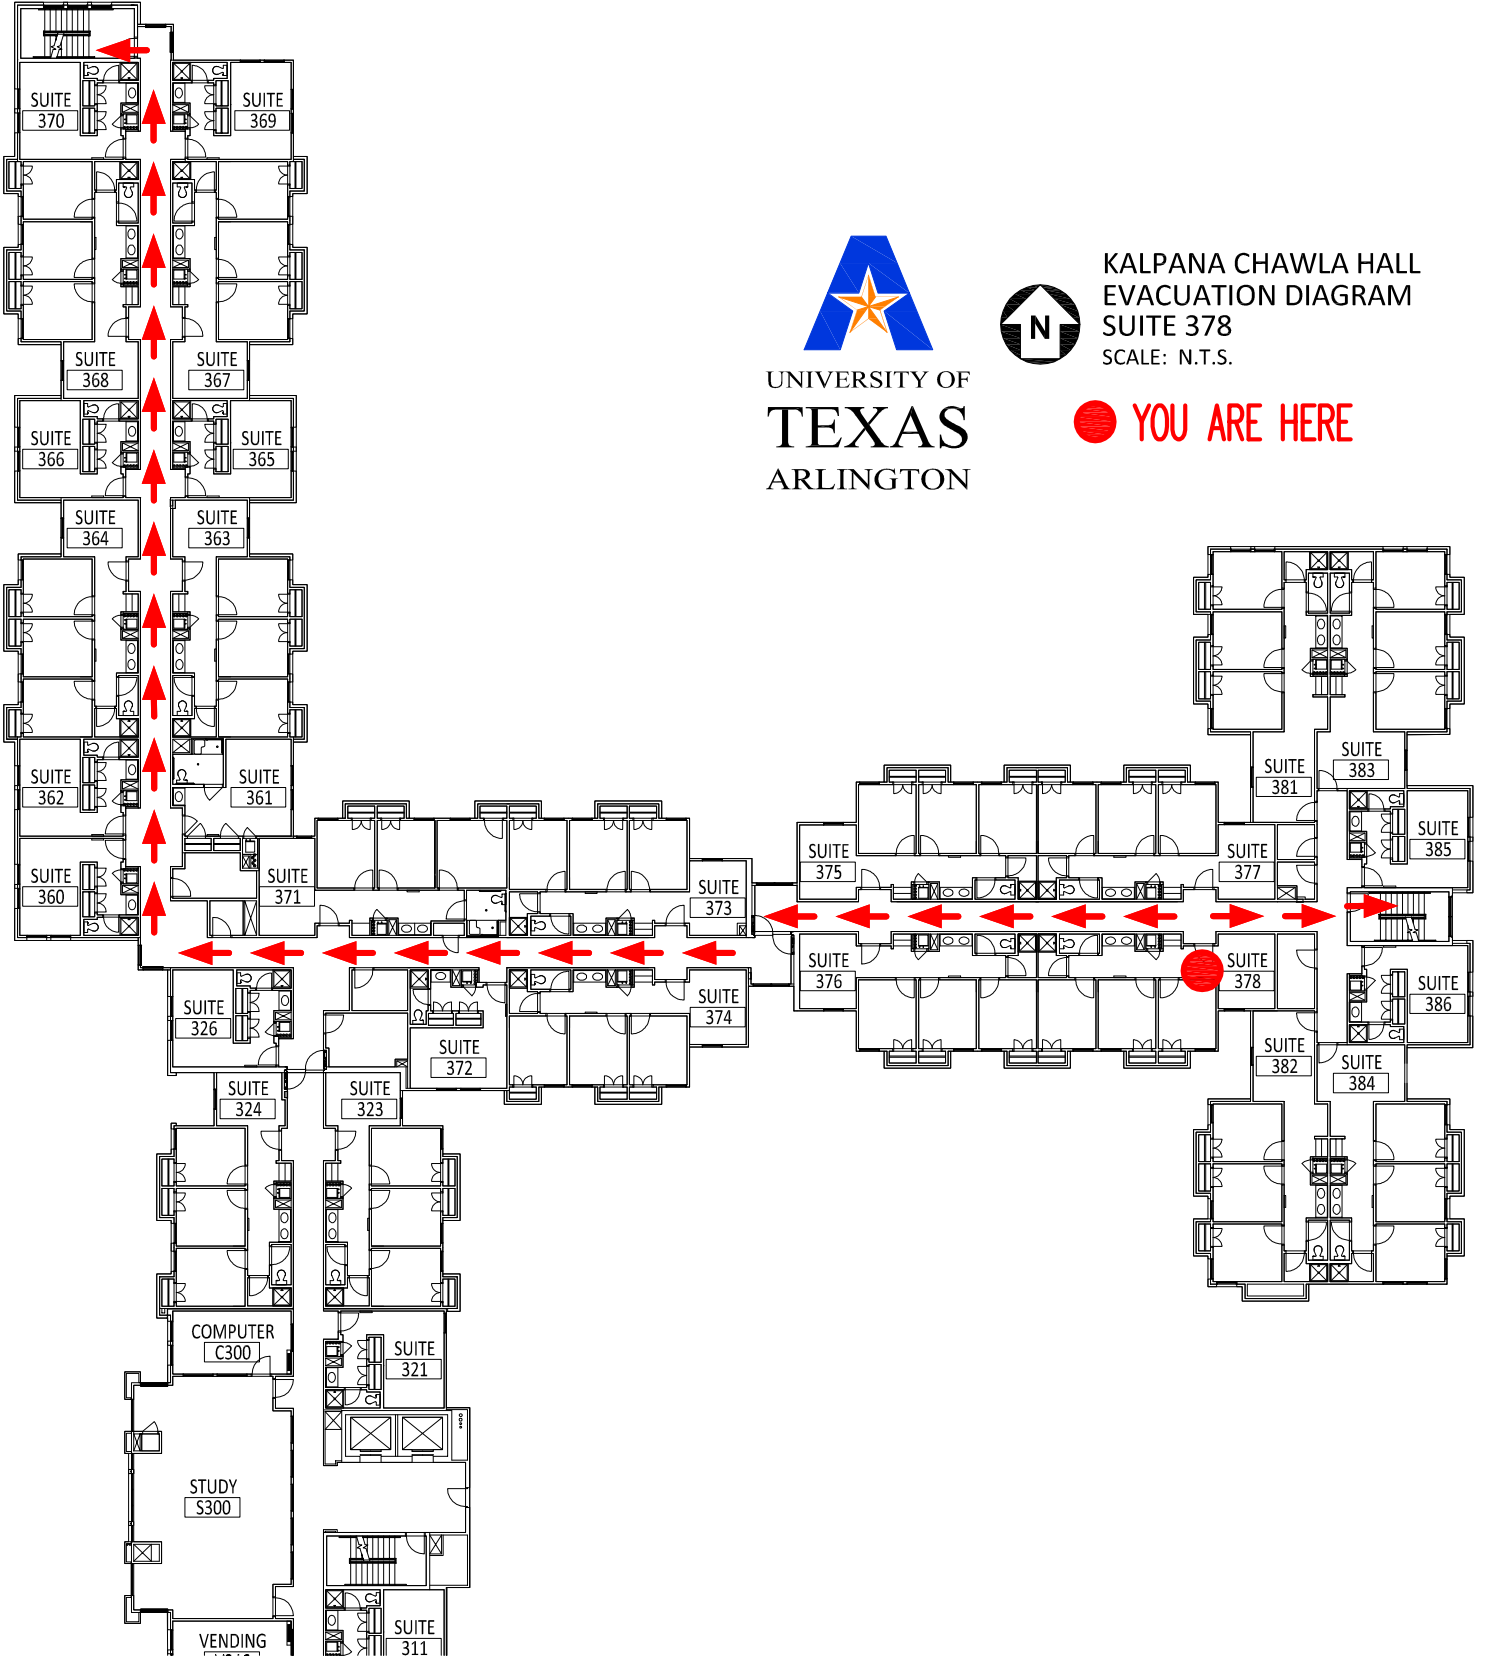 SUITE
370
SUITE
369
SUITE
368
SUITE
367
SUITE
366
SUITE
365
SUITE
364
SUITE
363
SUITE
362
SUITE
361
SUITE
360
SUITE
371
SUITE
373
SUITE
326
SUITE
372
SUITE
374
SUITE
324
SUITE
323
COMPUTER
C300
SUITE
321
STUDY
S300
SUITE
311
VENDING
A
UNIVERSITY OF
TEXAS
ARLINGTON
N
KALPANA CHAWLA HALL
EVACUATION DIAGRAM
SUITE 378
SCALE: N.T.S.
YOU ARE HERE
SUITE
375
SUITE
377
SUITE
376
SUITE
378
SUITE
381
SUITE
383
SUITE
385
SUITE
386
SUITE
382
SUITE
384